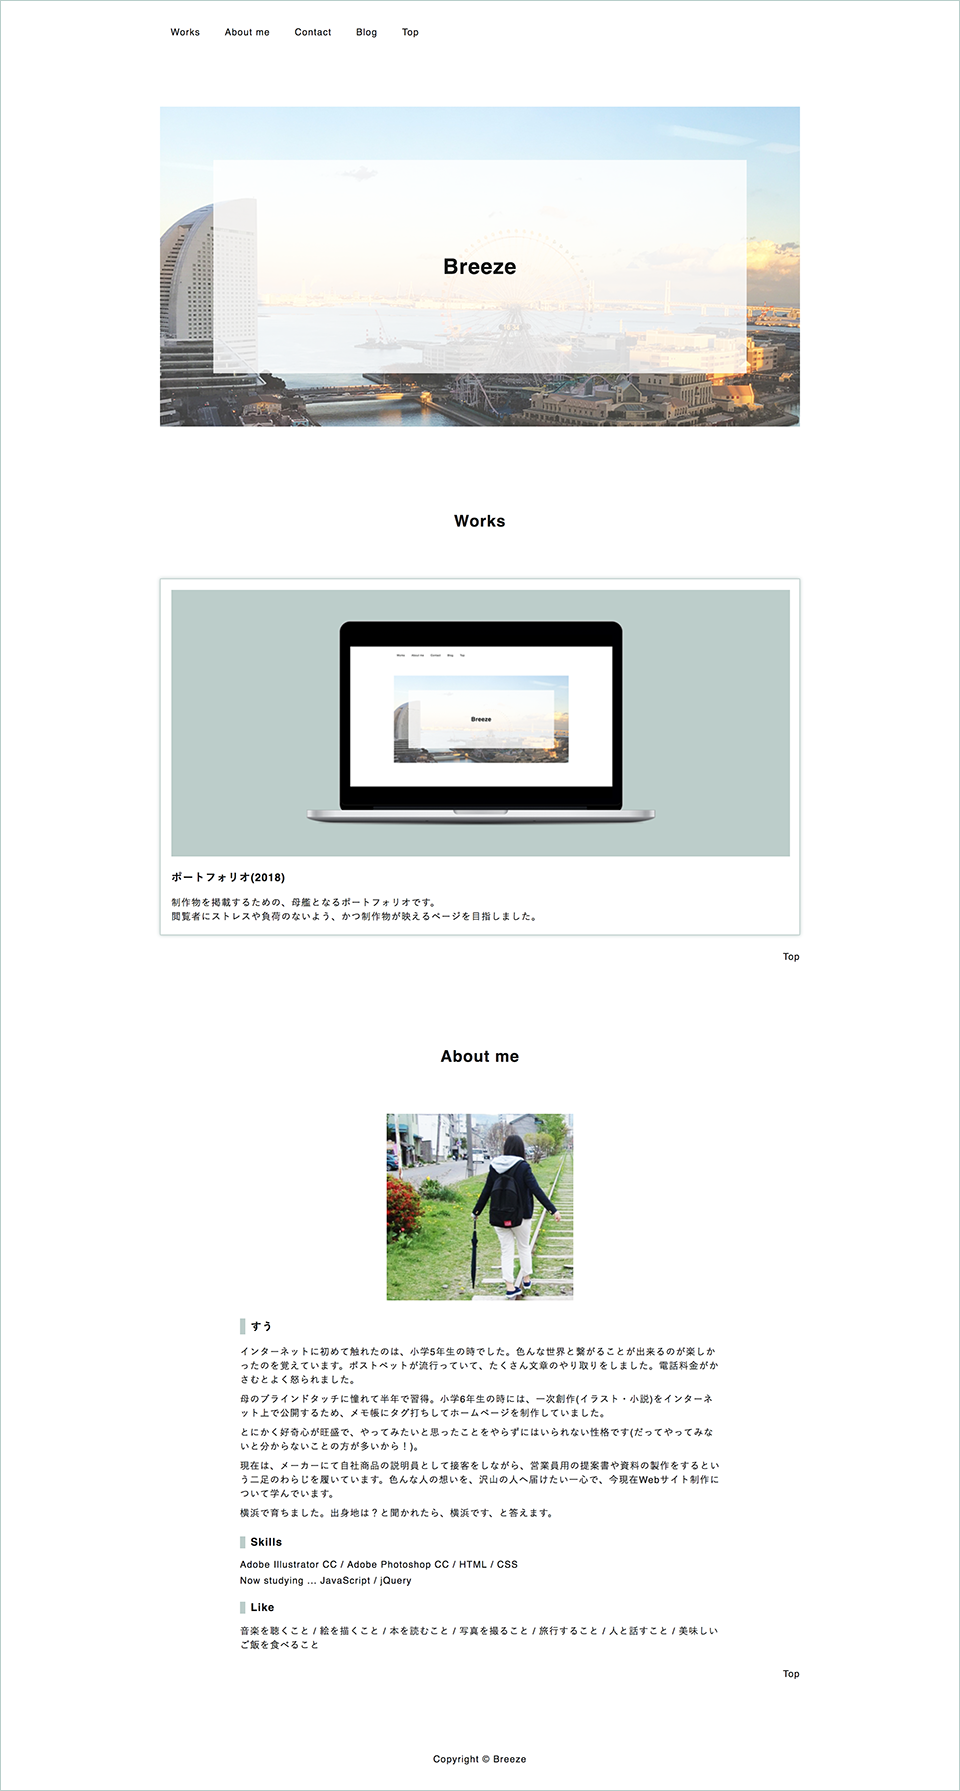 Works About me Contact Blog Top
Breeze
Works
Works About me Contact Blog Top
Breeze
ポートフォリオ(2018)
制作物を掲載するための、母艦となるポートフォリオです。
閲覧者にストレスや負荷のないよう、かつ制作物が映えるページを目指しました。
Top
About me
すう
インターネットに初めて触れたのは、小学5年生の時でした。色んな世界と繋がることが出来るのが楽しか
ったのを覚えています。ポストペットが流行っていて、たくさん文章のやり取りをしました。電話料金がか
さむとよく怒られました。
母のブラインドタッチに憧れて半年で習得。小学6年生の時には、一次創作(イラスト・小説)をインターネ
ット上で公開するため、メモ帳にタグ打ちしてホームページを制作していました。
とにかく好奇心が旺盛で、やってみたいと思ったことをやらずにはいられない性格です(だってやってみな
いと分からないことの方が多いから！)。
現在は、メーカーにて自社商品の説明員として接客をしながら、営業員用の提案書や資料の製作をするとい
う二足のわらじを履いています。色んな人の想いを、沢山の人へ届けたい一心で、今現在Webサイト制作に
ついて学んでいます。
横浜で育ちました。出身地は？と聞かれたら、横浜です、と答えます。
Skills
Adobe Illustrator CC / Adobe Photoshop CC / HTML / CSS
Now studying ... JavaScript / jQuery
Like
音楽を聴くこと / 絵を描くこと / 本を読むこと / 写真を撮ること / 旅行すること / 人と話すこと / 美味しい
ご飯を食べること
Top
Copyright © Breeze